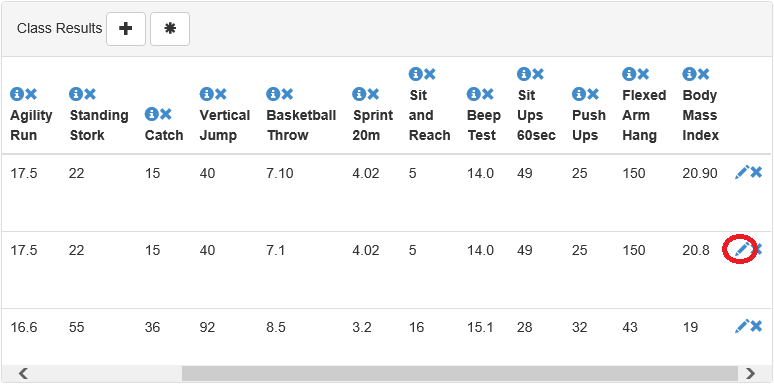 Class Results
Agility Run Standing Stork Catch Vertical Jump Basketball Throw Sprint 20m Sit and Reach Beep Test Sit Ups 60sec Push Ups Flexed Arm Hang Body Mass Index
17.5 22 15 40 7.10 4.02 5 14.0 49 25 150 20.90
17.5 22 15 40 7.1 4.02 5 14.0 49 25 150 20.8
16.6 55 36 92 8.5 3.2 16 15.1 28 32 43 19